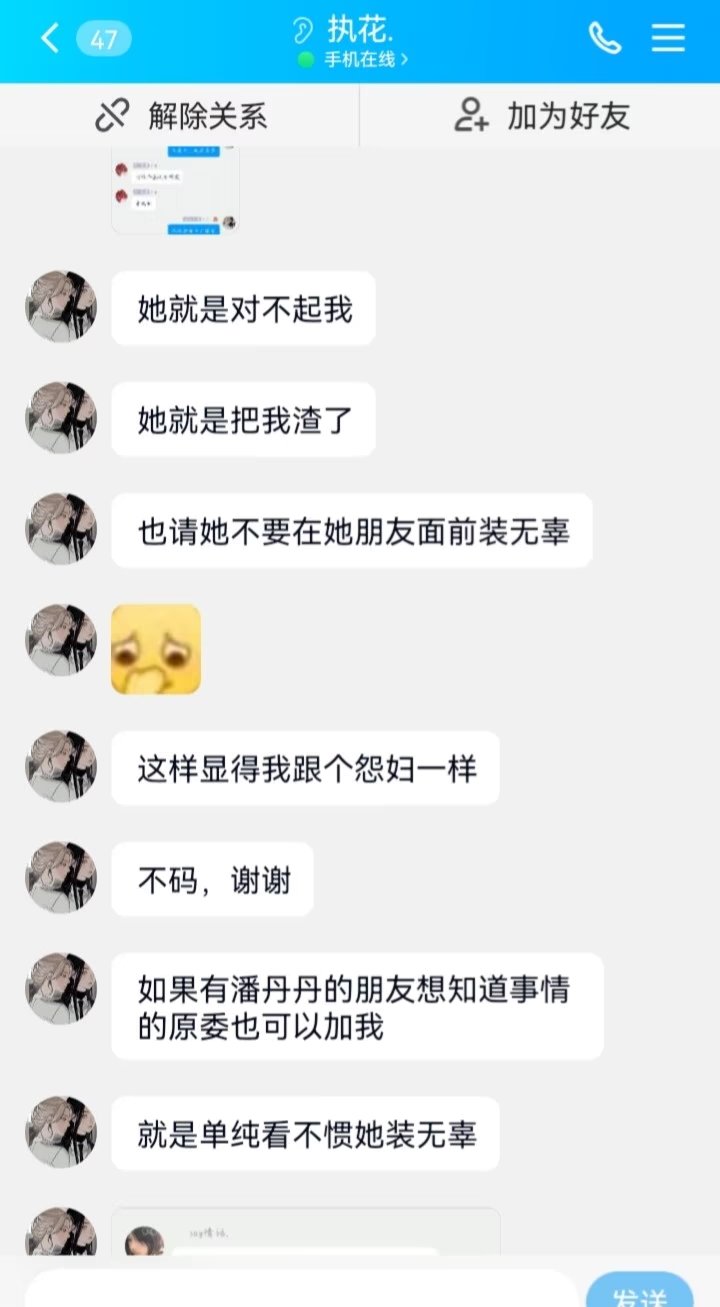 47
执花.
手机在线
解除关系
加为好友
她就是对不起我
她就是把我渣了
也请她不要在她朋友面前装无辜
这样显得我跟个怨妇一样
不码，谢谢
如果有潘丹丹的朋友想知道事情
的原委也可以加我
就是单纯看不惯她装无辜
发送